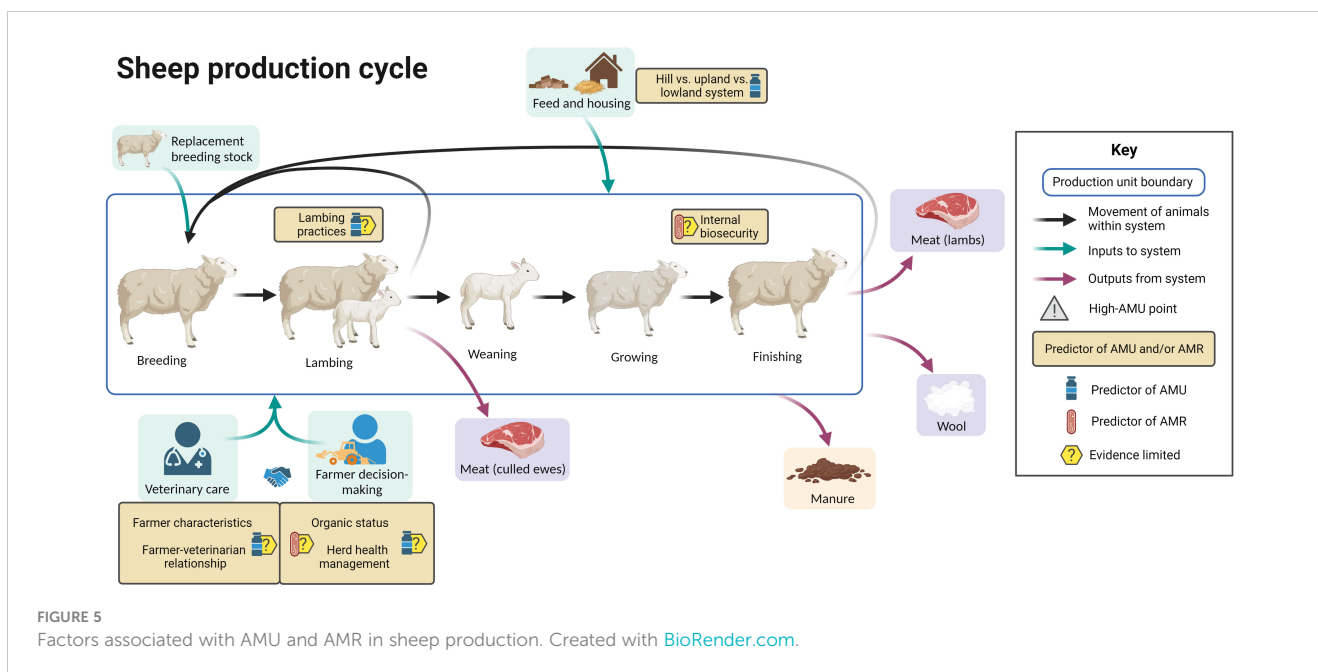 Sheep production cycle
Feed and housing
Hill vs. upland vs.
lowland system
Replacement
breeding stock
Lambing
practices
?
?
Internal
biosecurity
Breeding
Lambing
Weaning
Growing
Finishing
Meat (lambs)
Wool
Manure
Meat (culled ewes)
Veterinary care
Farmer decision-
making
Farmer characteristics
Farmer-veterinarian
relationship
?
Organic status
?
Herd health
management
?
Key
Production unit boundary
Movement of animals
within system
Inputs to system
Outputs from system
!
High-AMU point
Predictor of AMU and/or AMR
Predictor of AMU
Predictor of AMR
?
Evidence limited
FIGURE 5
Factors associated with AMU and AMR in sheep production. Created with BioRender.com.